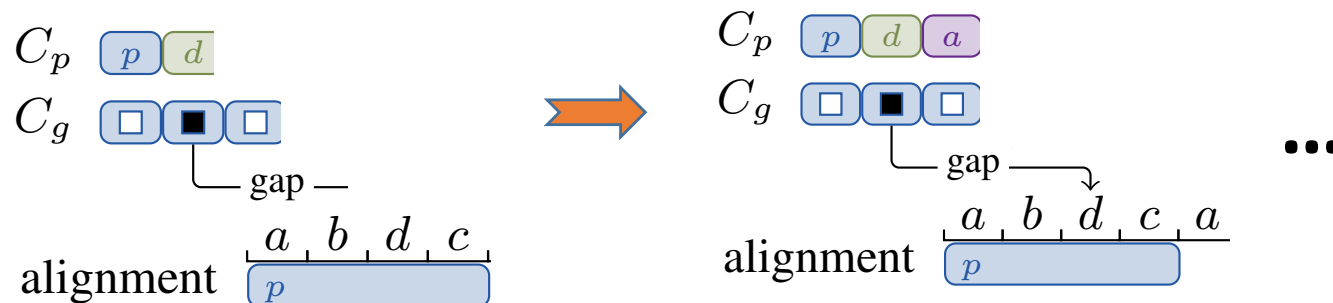 C_p p d
C_g
gap
a b d c
alignment p
C_p p d a
C_g
gap
a b d c a
alignment p
...